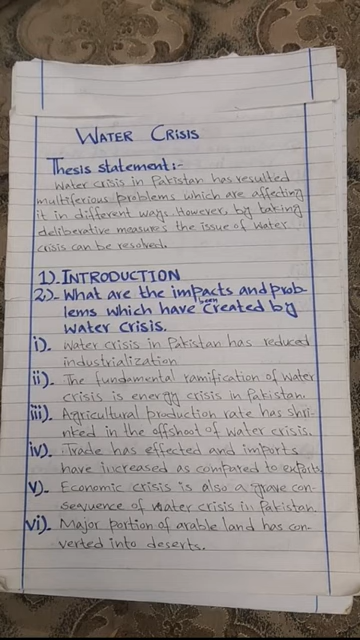 WATER CRISIS
Thesis statement:-
Water crisis in Pakistan has resulted
multiferious problems which are affecting
it in different ways. However, by taking
deliberative measures the issue of water
crisis can be resolved.
1). INTRODUCTION
2).- What are the impacts and prob-
lems which have been created by
water crisis.
i). Water crisis in Pakistan has reduced
industrialization
ii). The fundamental ramification of water
crisis is energy crisis in Pakistan.
iii). Agricultural production rate has shri-
nked in the offshoot of water crisis.
iv). Trade has effected and imports
have increased as compared to exports
v). Economic crisis is also a grave con-
sequence of water crisis in Pakistan.
vi). Major portion of arable land has con-
verted into deserts.